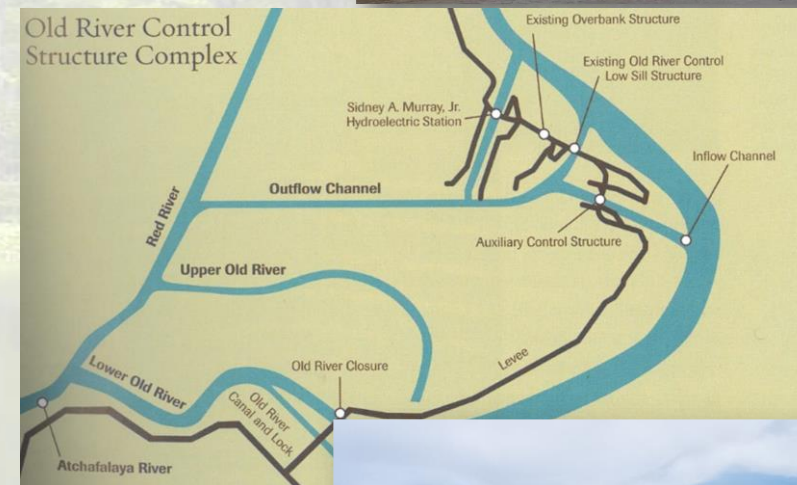 Old River Control
Structure Complex
Existing Overbank Structure
Existing Old River Control
Low Sill Structure
Sidney A. Murray, Jr.
Hydroelectric Station
Inflow Channel
Outflow Channel
Red River
Auxiliary Control Structure
Upper Old River
Levee
Old River Closure
Lower Old River
Old River
Canal and Lock
Atchafalaya River